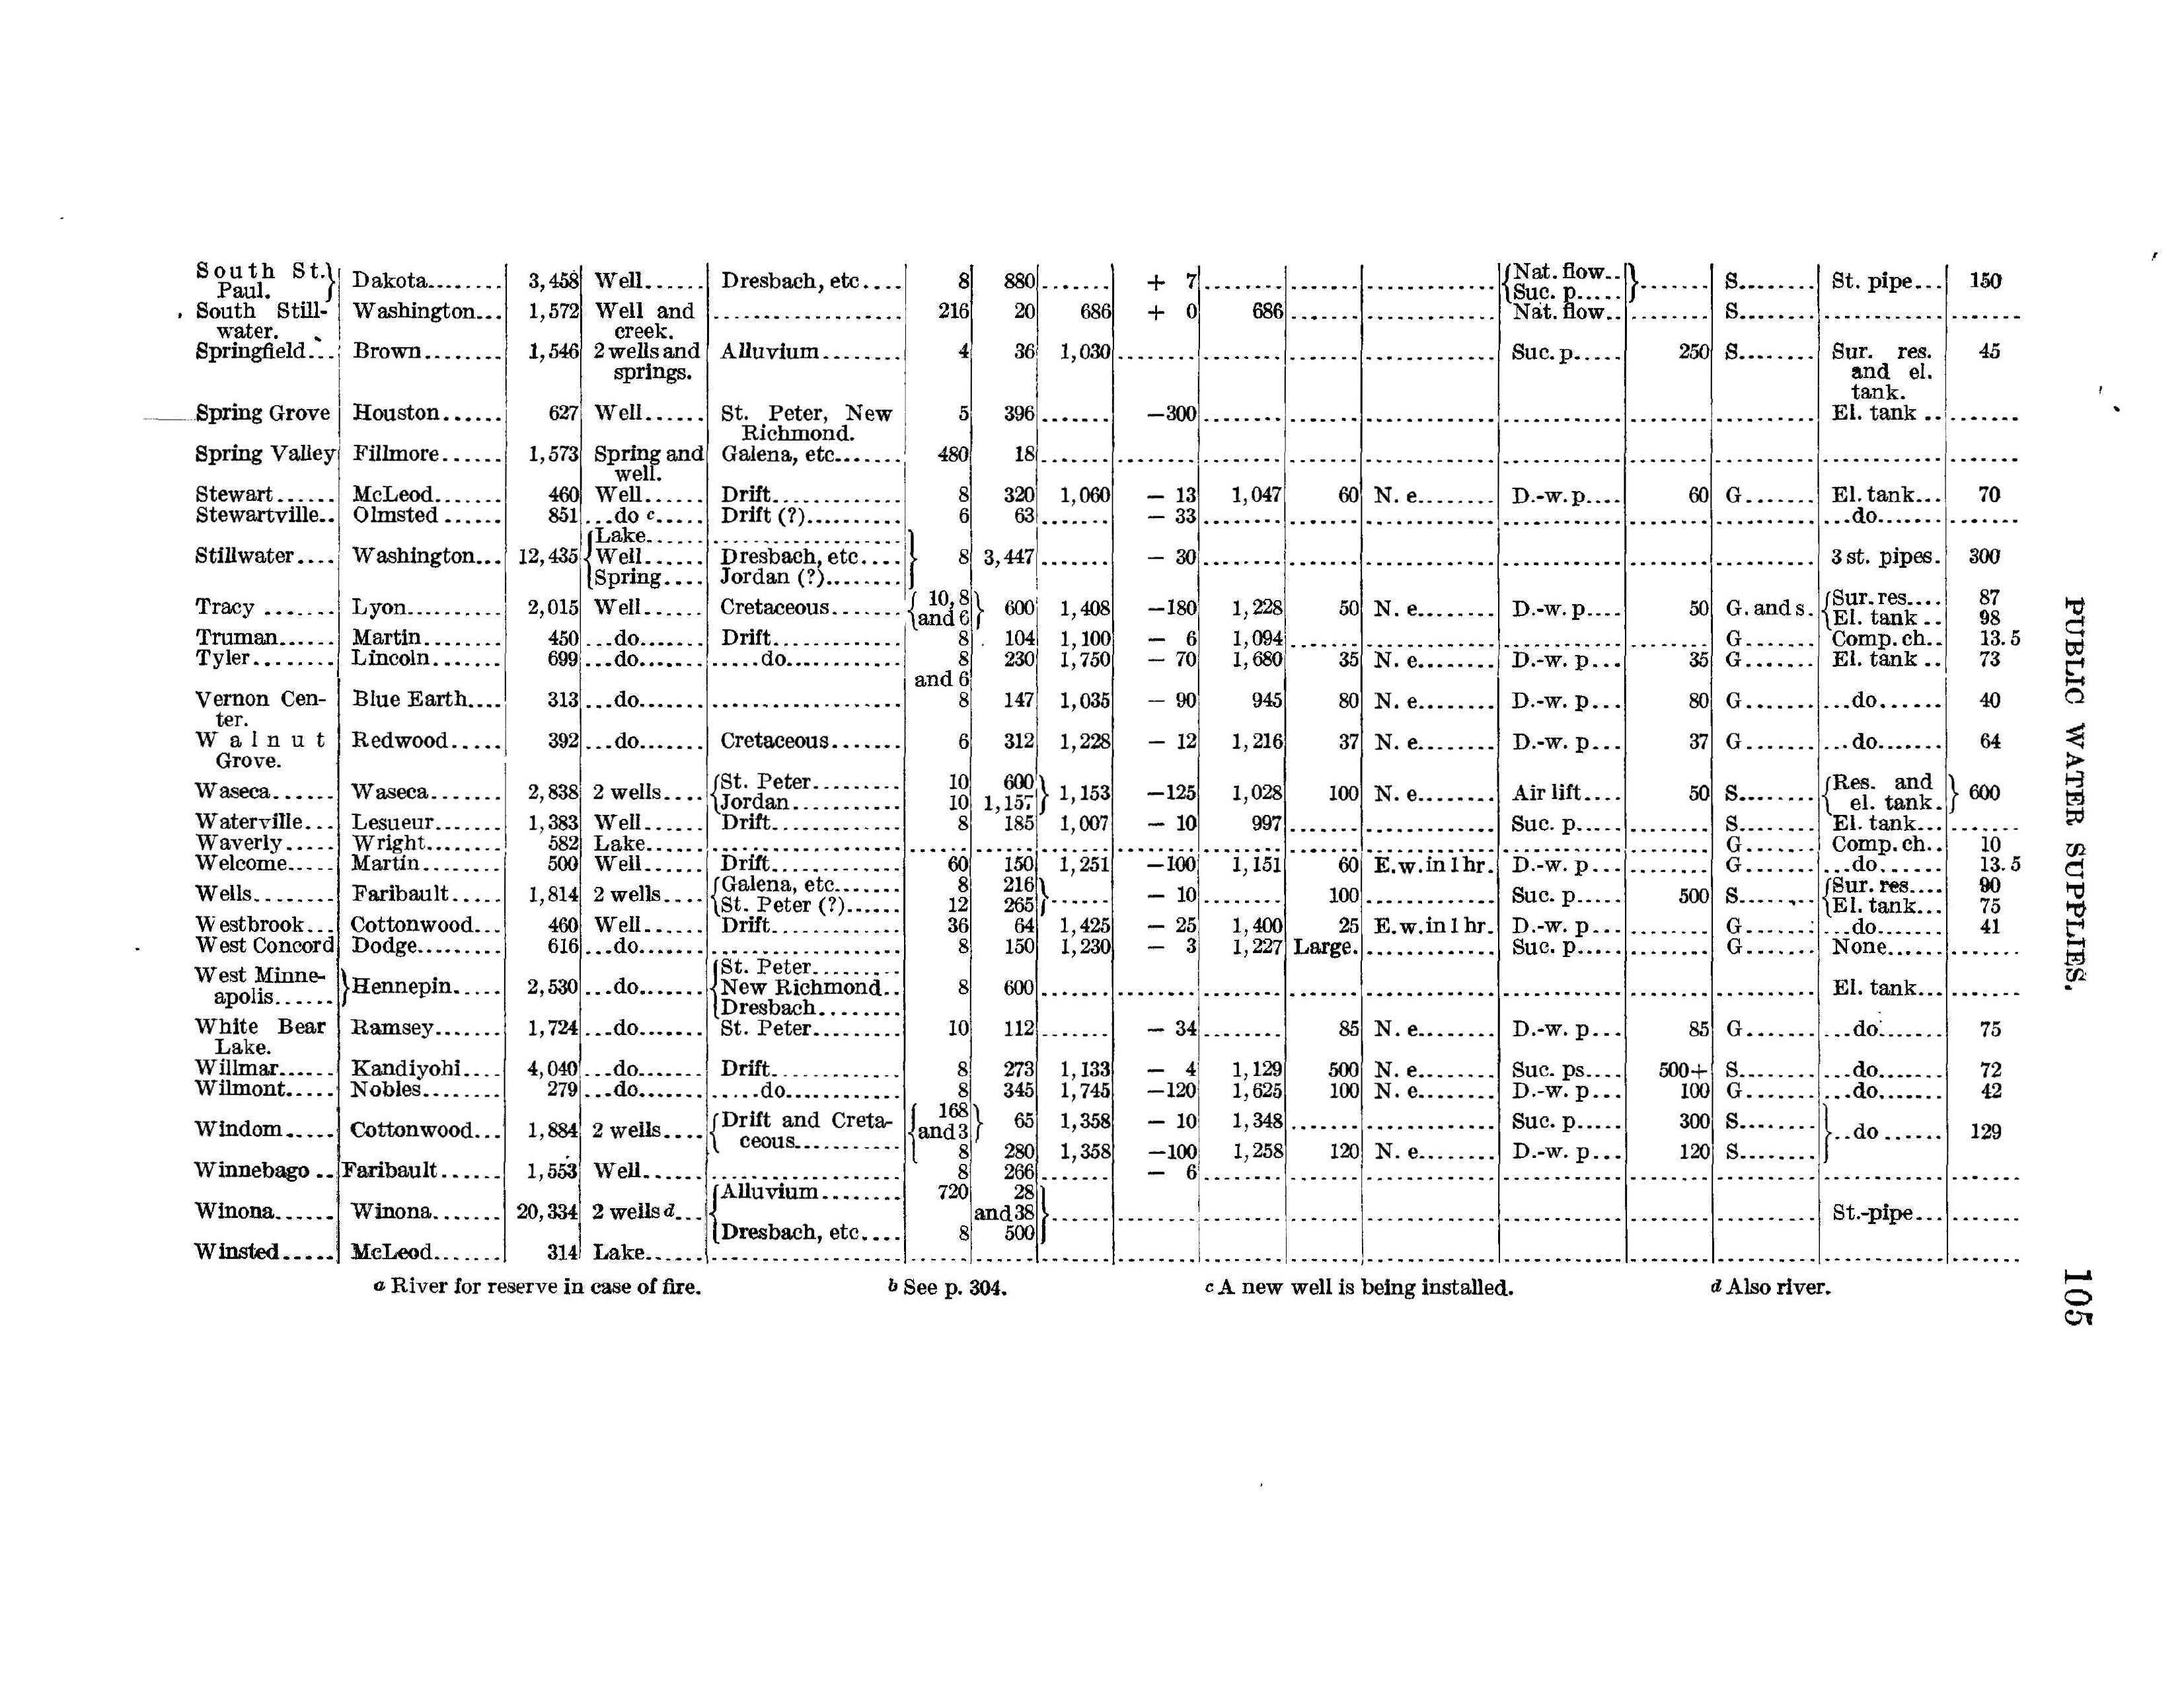 South St. Paul. } Dakota........ 3,458 Well...... Dresbach, etc.... 8 880 ....... + 7 ........ ....... ............. {Nat. flow.. Suc. p.....} ....... S........ St. pipe... 150
South Still- Washington... 1,572 Well and .................. 216 20 686 + 0 686 ....... ............. Nat. flow.. ........ S........ ........... .......
water. creek.
Springfield... Brown........ 1,546 2 wells and Alluvium........ 4 36 1,030 ........ ........ ....... ............. Suc. p..... 250 S........ Sur. res. 45
springs. and el.
tank.
Spring Grove Houston...... 627 Well...... St. Peter, New 5 396 ....... —300 ........ ....... ............. ............ ........ ......... El. tank .. .......
Richmond.
Spring Valley Fillmore...... 1,573 Spring and Galena, etc....... 480 18 ....... ........ ........ ....... ............. ............ ........ ......... ........... .......
well.
Stewart...... McLeod....... 460 Well...... Drift............. 8 320 1,060 — 13 1,047 60 N. e........ D.-w. p.... 60 G....... El. tank... 70
Stewartville.. Olmsted ...... 851 ...do c..... Drift (?).......... 6 63 ....... — 33 ........ ....... ............. ............ ........ ......... ...do....... .......
{Lake...... ..................}
Stillwater.... Washington... 12,435 {Well...... Dresbach, etc....} 8 3,447 ....... — 30 ........ ....... ............. ............ ........ ......... 3 st. pipes. 300
{Spring.... Jordan (?)........}
Tracy ....... Lyon.......... 2,015 Well...... Cretaceous....... {10, 8 and 6} 600 1,408 —180 1,228 50 N. e........ D.-w. p.... 50 G. and s. {Sur. res.... 87
{El. tank .. 98
Truman...... Martin........ 450 ...do....... Drift............. 8 104 1,100 — 6 1,094 ....... ............. ............ ........ G....... Comp. ch.. 13.5
Tyler........ Lincoln....... 699 ...do....... .....do............ 8 230 1,750 — 70 1,680 35 N. e........ D.-w. p... 35 G....... El. tank .. 73
and 6
Vernon Cen- Blue Earth.... 313 ...do....... .................. 8 147 1,035 — 90 945 80 N. e........ D.-w. p... 80 G....... ...do...... 40
ter.
Walnut Redwood..... 392 ...do....... Cretaceous....... 6 312 1,228 — 12 1,216 37 N. e........ D.-w. p... 37 G....... ...do....... 64
Grove.
Waseca...... Waseca....... 2,838 2 wells.... {St. Peter......... 10 600} 1,153 —125 1,028 100 N. e........ Air lift.... 50 S........ {Res. and el. tank.} 600
{Jordan........... 10 1,157}
Waterville... Lesueur....... 1,383 Well...... Drift............. 8 185 1,007 — 10 997 ....... ............. Suc. p..... ........ S........ El. tank... .......
Waverly..... Wright........ 582 Lake...... .................. ...... ...... ....... ........ ........ ....... ............. ............ ........ G....... Comp. ch.. 10
Welcome..... Martin........ 500 Well...... Drift............. 60 150 1,251 —100 1,151 60 E. w. in 1 hr. D.-w. p... ........ G....... ...do...... 13.5
Wells........ Faribault..... 1,814 2 wells.... {Galena, etc....... 8 216} ....... — 10 ........ 100 ............. Suc. p..... 500 S........ {Sur. res.... 90
{St. Peter (?)...... 12 265} {El. tank... 75
Westbrook... Cottonwood... 460 Well...... Drift............. 36 64 1,425 — 25 1,400 25 E. w. in 1 hr. D.-w. p... ........ G....... ...do....... 41
West Concord Dodge......... 616 ...do....... .................. 8 150 1,230 — 3 1,227 Large. ............. Suc. p..... ........ G....... None...... .......
West Minne- {St. Peter.........
apolis...... } Hennepin..... 2,530 ...do....... {New Richmond.. 8 600 ....... ........ ........ ....... ............. ............ ........ ......... El. tank... .......
{Dresbach........
White Bear Ramsey....... 1,724 ...do....... St. Peter......... 10 112 ....... — 34 ........ 85 N. e........ D.-w. p... 85 G....... ...do....... 75
Lake.
Willmar...... Kandiyohi.... 4,040 ...do....... Drift............. 8 273 1,133 — 4 1,129 500 N. e........ Suc. ps.... 500+ S........ ...do....... 72
Wilmont..... Nobles........ 279 ...do....... .....do............ 8 345 1,745 —120 1,625 100 N. e........ D.-w. p... 100 G....... ...do....... 42
Windom..... Cottonwood... 1,884 2 wells.... {Drift and Creta- {168 and 3} 65 1,358 — 10 1,348 ....... ............. Suc. p..... 300 S........} ..do ...... 129
{ceous........... 8 280 1,358 —100 1,258 120 N. e........ D.-w. p... 120 S........}
Winnebago .. Faribault...... 1,553 Well...... .................. 8 266 ....... — 6 ........ ....... ............. ............ ........ ......... ........... .......
{Alluvium........ 720 28}
Winona...... Winona....... 20,334 2 wells d... and 38} ....... ........ ........ ....... ............. ............ ........ ......... St.-pipe... .......
{Dresbach, etc.... 8 500}
Winsted..... McLeod....... 314 Lake...... .................. ...... ...... ....... ........ ........ ....... ............. ............ ........ ......... ........... .......
a River for reserve in case of fire. b See p. 304. c A new well is being installed. d Also river.
PUBLIC WATER SUPPLIES.
105